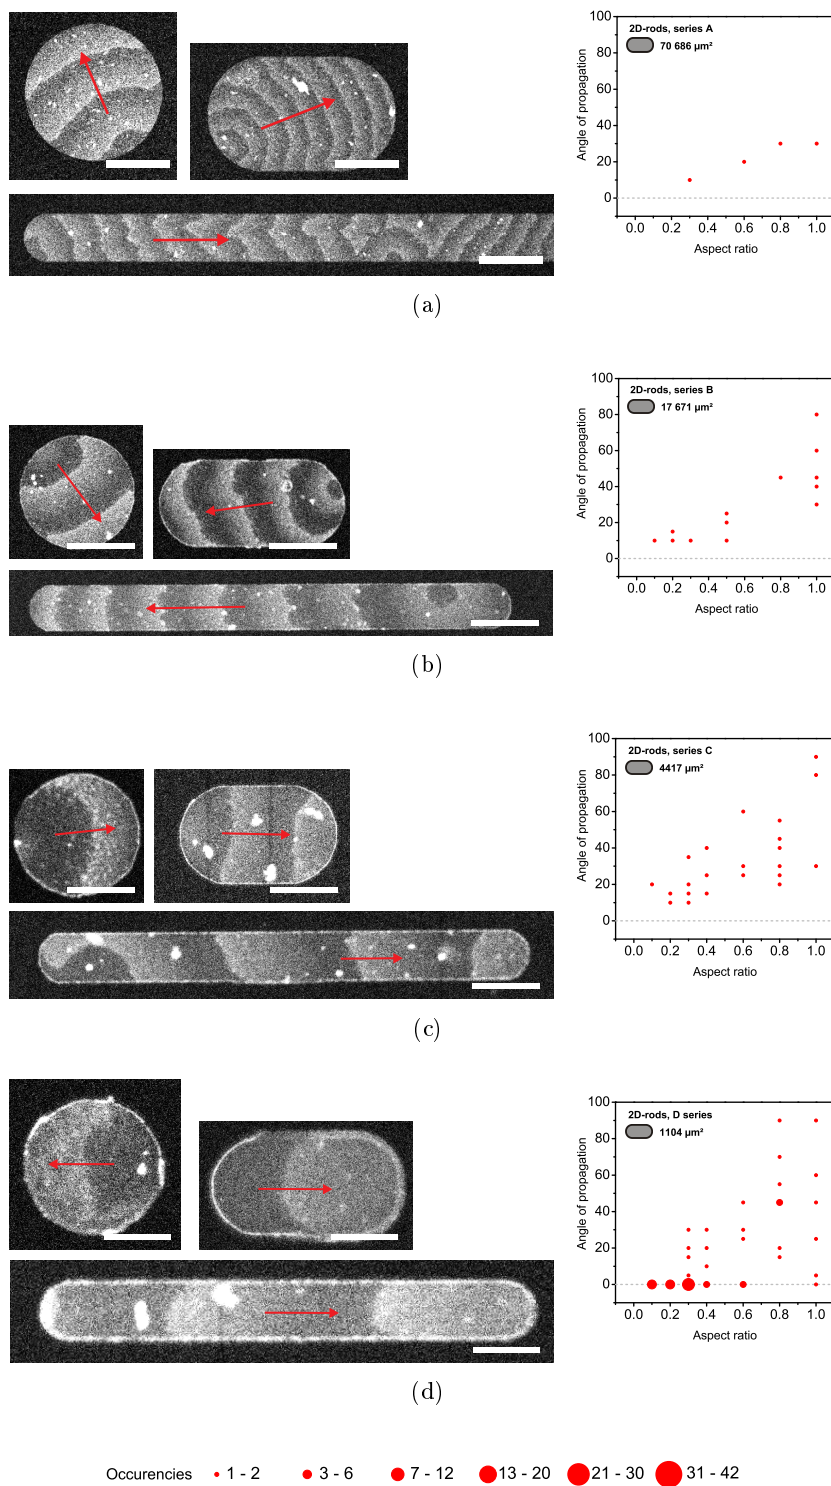 2D-rods, series A
70 686 µm²
100
80
60
40
20
0
Angle of propagation
0.0 0.2 0.4 0.6 0.8 1.0
Aspect ratio
(a)
2D-rods, series B
17 671 µm²
100
80
60
40
20
0
Angle of propagation
0.0 0.2 0.4 0.6 0.8 1.0
Aspect ratio
(b)
2D-rods, series C
4417 µm²
100
80
60
40
20
0
Angle of propagation
0.0 0.2 0.4 0.6 0.8 1.0
Aspect ratio
(c)
2D-rods, D series
1104 µm²
100
80
60
40
20
0
Angle of propagation
0.0 0.2 0.4 0.6 0.8 1.0
Aspect ratio
(d)
Occurencies 1 - 2 3 - 6 7 - 12 13 - 20 21 - 30 31 - 42